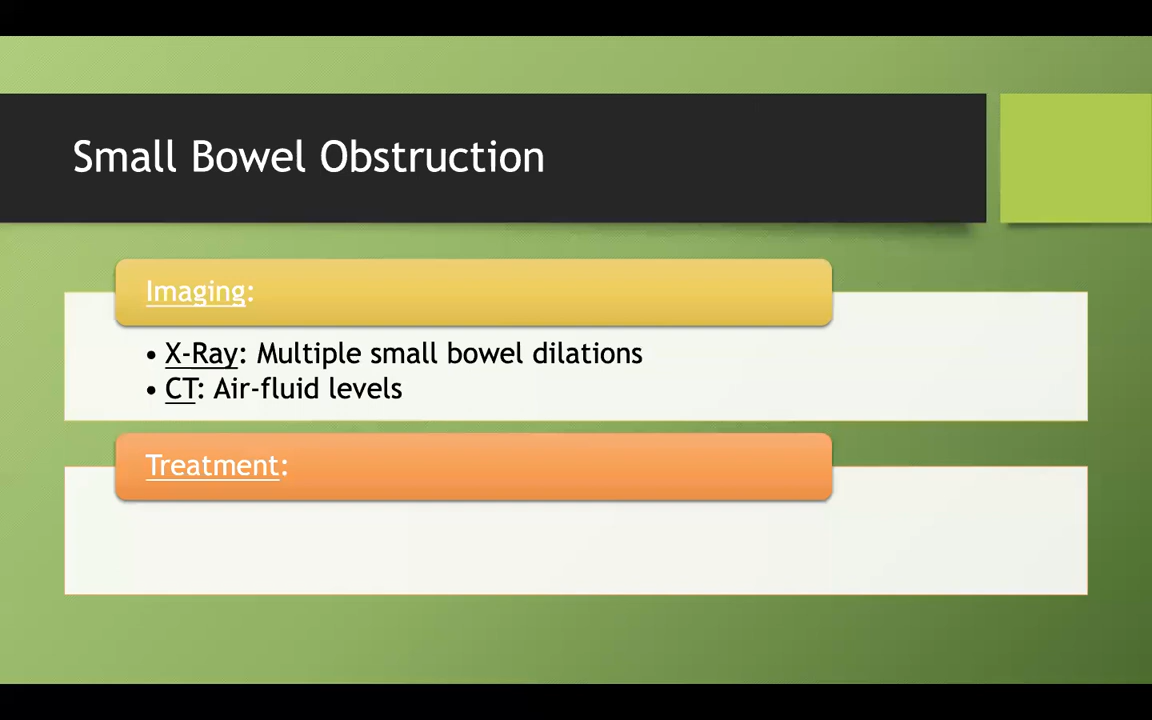 Small Bowel Obstruction
Imaging:
• X-Ray: Multiple small bowel dilations
• CT: Air-fluid levels
Treatment: